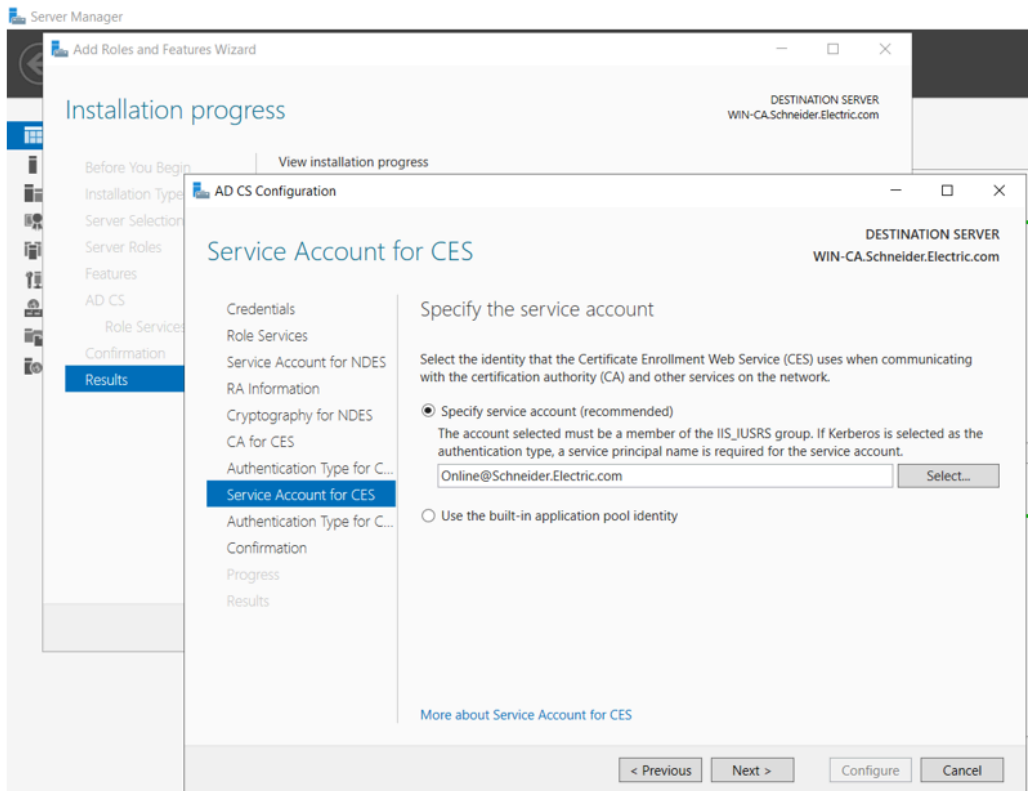 Server Manager
Add Roles and Features Wizard
Installation progress
DESTINATION SERVER
WIN-CA.Schneider.Electric.com
Before You Begin
Installation Type
Server Selection
Server Roles
Features
AD CS
Role Services
Confirmation
Results
View installation progress
AD CS Configuration
Service Account for CES
DESTINATION SERVER
WIN-CA.Schneider.Electric.com
Credentials
Role Services
Service Account for NDES
RA Information
Cryptography for NDES
CA for CES
Authentication Type for C...
Service Account for CES
Authentication Type for C...
Confirmation
Progress
Results
Specify the service account
Select the identity that the Certificate Enrollment Web Service (CES) uses when communicating
with the certification authority (CA) and other services on the network.
Specify service account (recommended)
The account selected must be a member of the IIS_IUSRS group. If Kerberos is selected as the
authentication type, a service principal name is required for the service account.
Online@Schneider.Electric.com
Select...
Use the built-in application pool identity
More about Service Account for CES
< Previous
Next >
Configure
Cancel